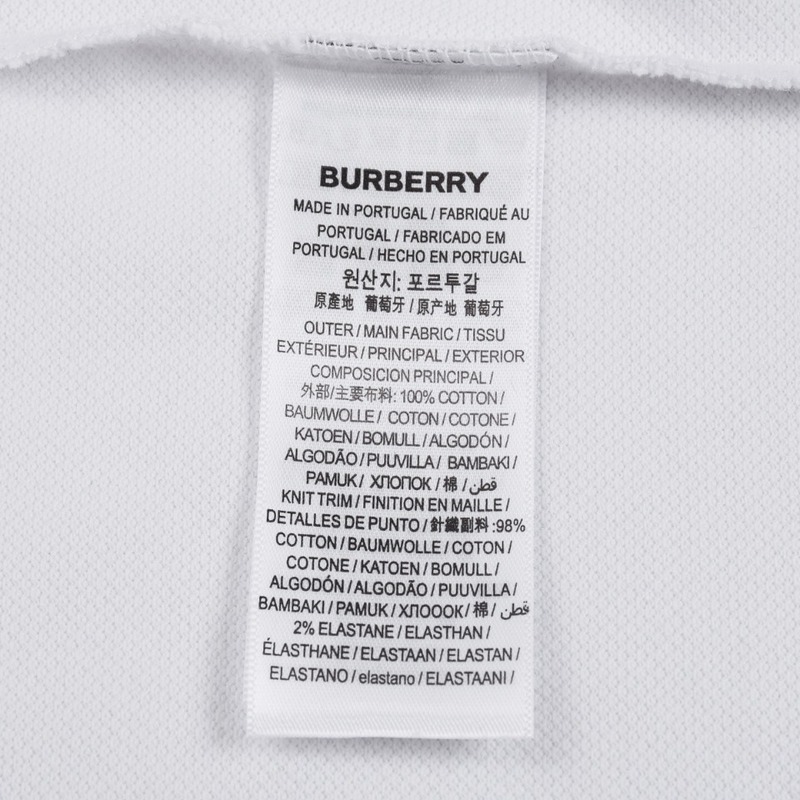 BURBERRY
MADE IN PORTUGAL / FABRIQUÉ AU
PORTUGAL / FABRICADO EM
PORTUGAL / HECHO EN PORTUGAL
원산지: 포르투갈
原產地 葡萄牙 / 原产地 葡萄牙
OUTER / MAIN FABRIC / TISSU
EXTÉRIEUR / PRINCIPAL / EXTERIOR
COMPOSICION PRINCIPAL /
外部/主要布料: 100% COTTON /
BAUMWOLLE / COTON / COTONE /
KATOEN / BOMULL / ALGODÓN /
ALGODÃO / PUUVILLA / BAMBAKI /
PAMUK / ХЛОПОК / 棉 / قطن /
KNIT TRIM / FINITION EN MAILLE /
DETALLES DE PUNTO / 針織副料 :98%
COTTON / BAUMWOLLE / COTON /
COTONE / KATOEN / BOMULL /
ALGODÓN / ALGODÃO / PUUVILLA /
BAMBAKI / PAMUK / ХЛОООК / 棉 / قطن
2% ELASTANE / ELASTHAN /
ÉLASTHANE / ELASTAAN / ELASTAN /
ELASTANO / elastano / ELASTAANI /